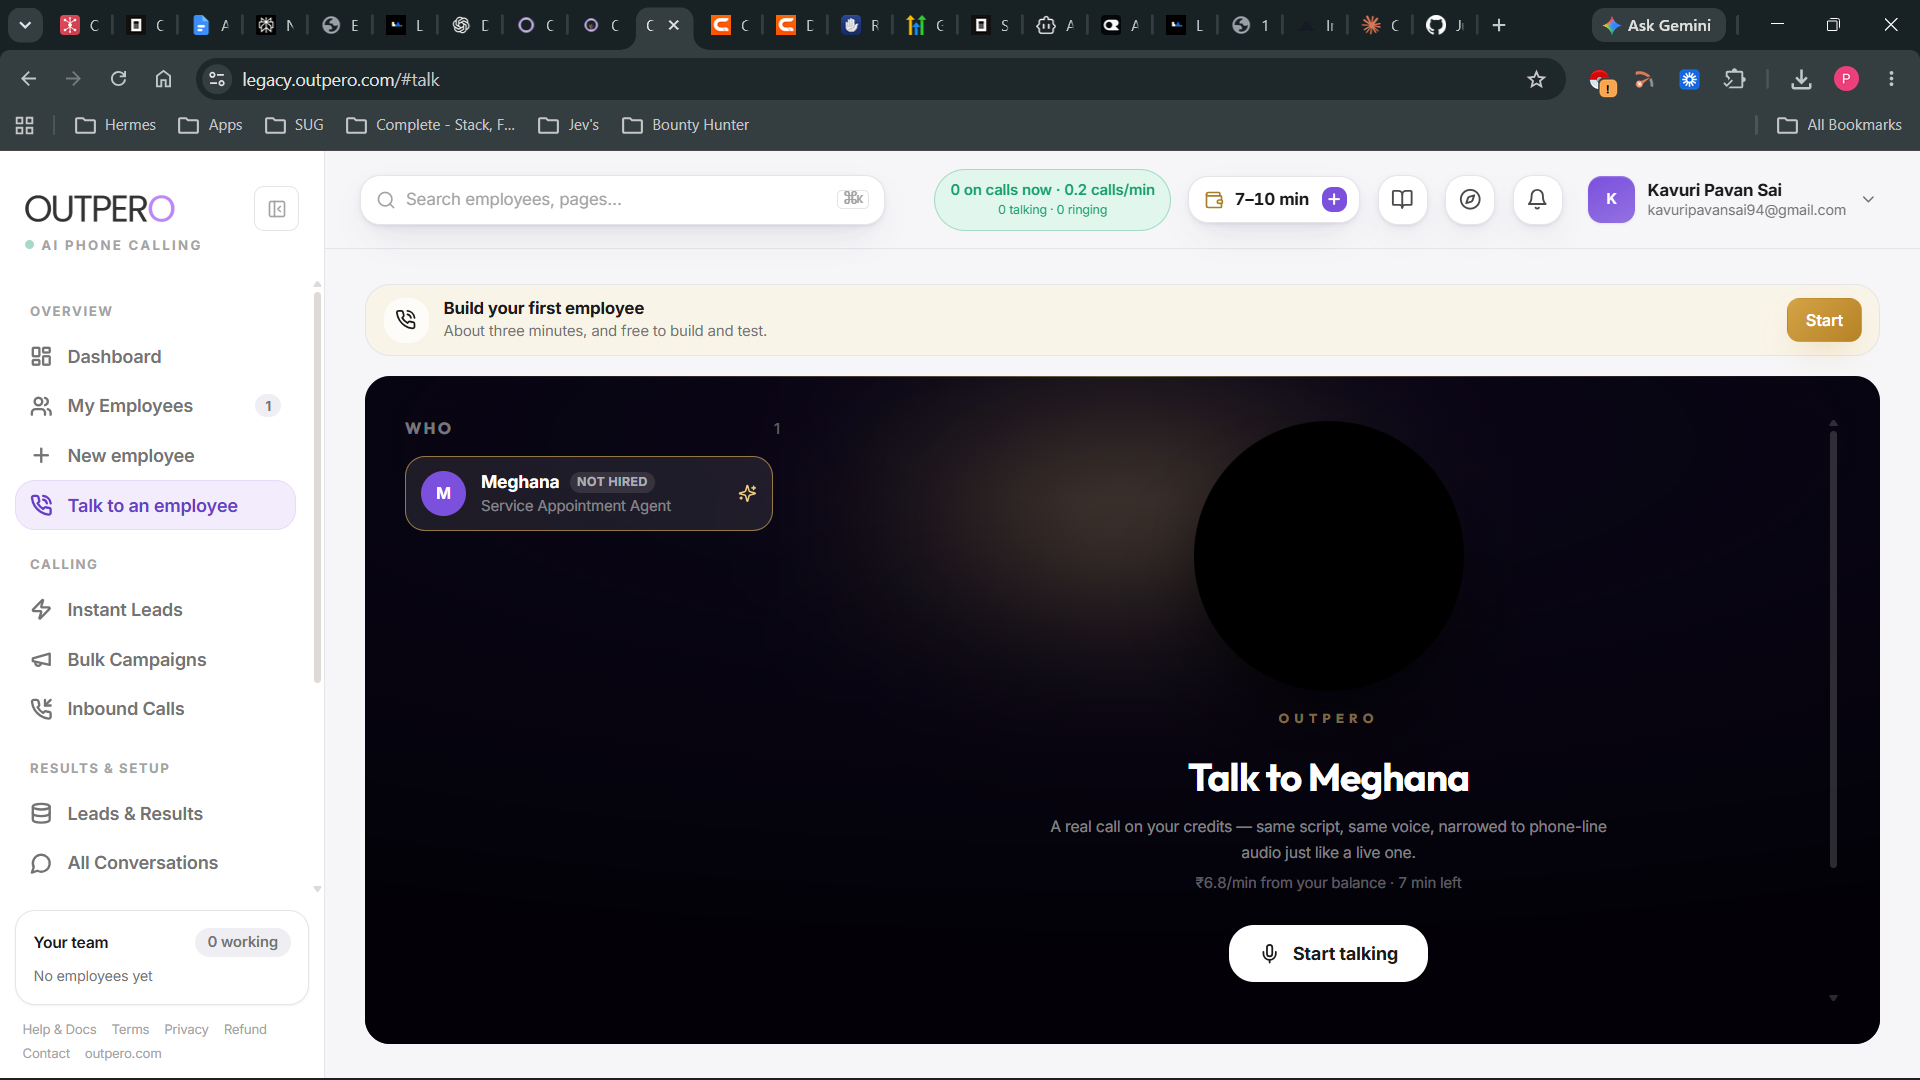 Ask Gemini
legacy.outpero.com/#talk
Hermes
Apps
SUG
Complete - Stack, F...
Jev's
Bounty Hunter
All Bookmarks
OUTPERO
AI PHONE CALLING
Search employees, pages...
⌘k
0 on calls now · 0.2 calls/min
0 talking · 0 ringing
7–10 min
K
Kavuri Pavan Sai
kavuripavansai94@gmail.com
OVERVIEW
Dashboard
My Employees
1
New employee
Talk to an employee
CALLING
Instant Leads
Bulk Campaigns
Inbound Calls
RESULTS & SETUP
Leads & Results
All Conversations
Your team
0 working
No employees yet
Help & Docs
Terms
Privacy
Refund
Contact
outpero.com
Build your first employee
About three minutes, and free to build and test.
Start
WHO
1
M
Meghana
NOT HIRED
Service Appointment Agent
OUTPERO
Talk to Meghana
A real call on your credits — same script, same voice, narrowed to phone-line
audio just like a live one.
₹6.8/min from your balance · 7 min left
Start talking